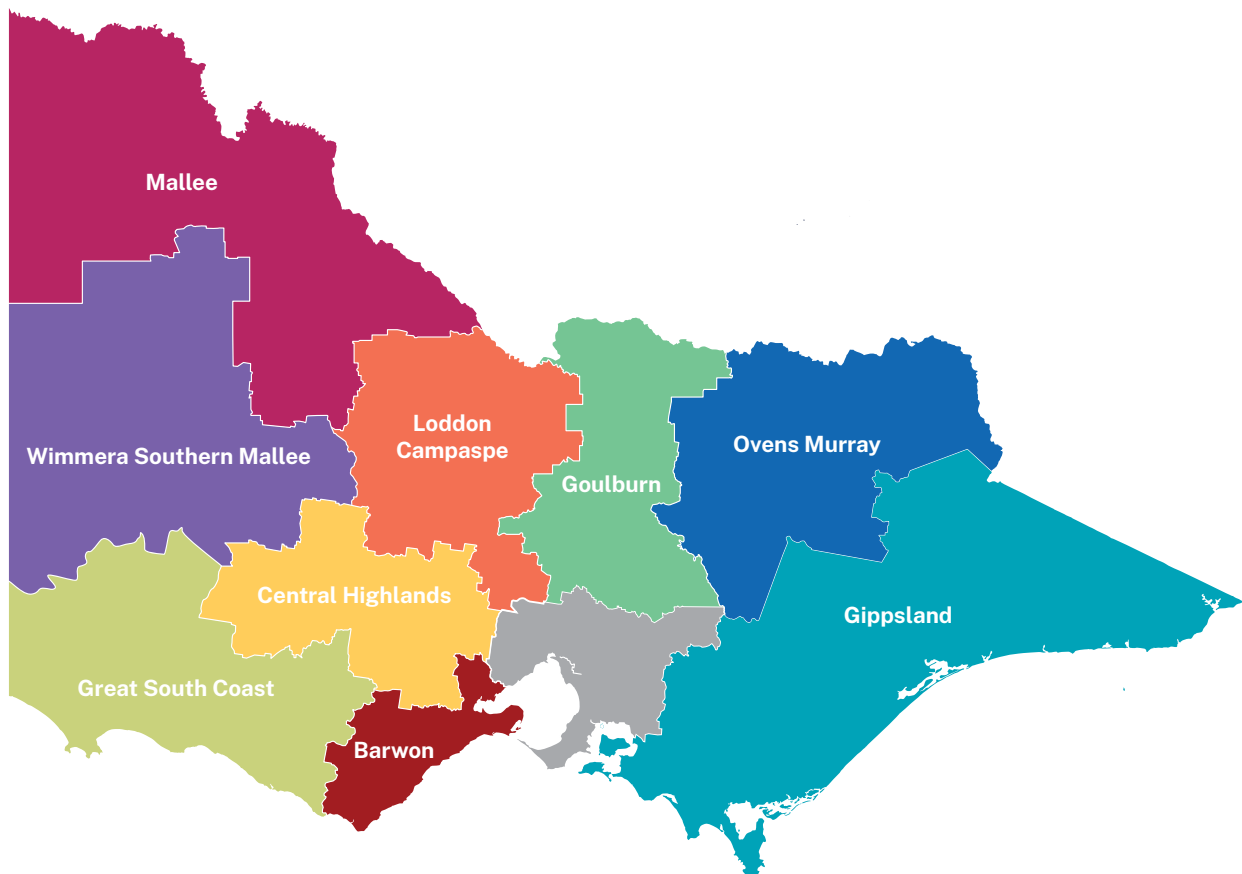 Mallee
Loddon
Campaspe
Ovens Murray
Wimmera Southern Mallee
Goulburn
Central Highlands
Gippsland
Great South Coast
Barwon